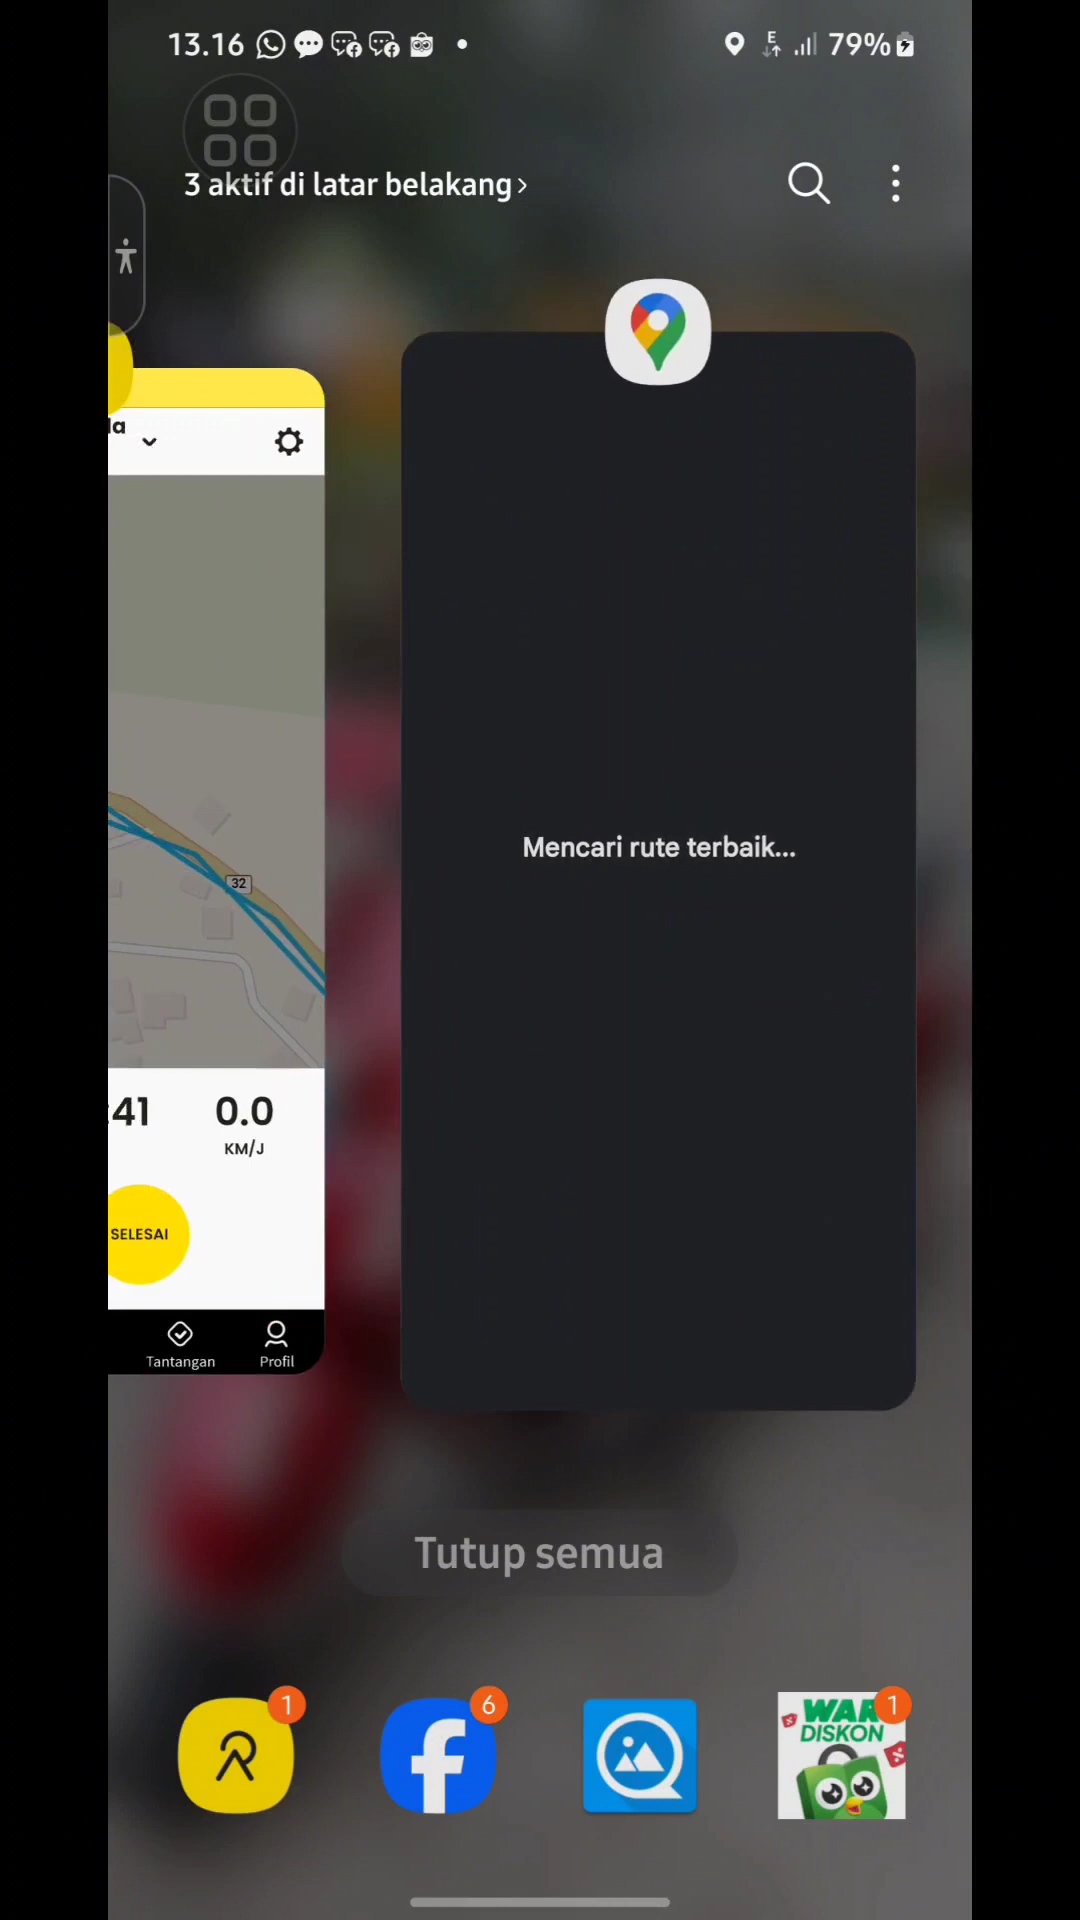 13.16
E
79%
3 aktif di latar belakang
Mencari rute terbaik...
32
:41
0.0
KM/J
SELESAI
Tantangan
Profil
Tutup semua
1
6
1
WAR
DISKON